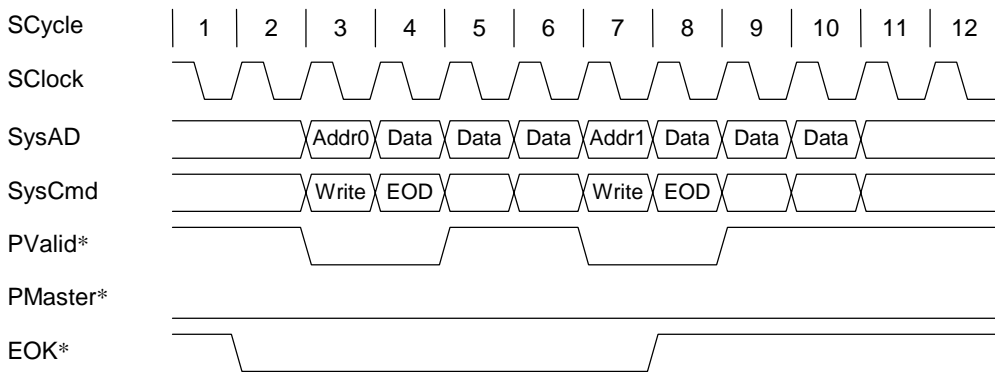 SCycle 1 2 3 4 5 6 7 8 9 10 11 12
SClock
SysAD Addr0 Data Data Data Addr1 Data Data Data
SysCmd Write EOD Write EOD
PValid*
PMaster*
EOK*